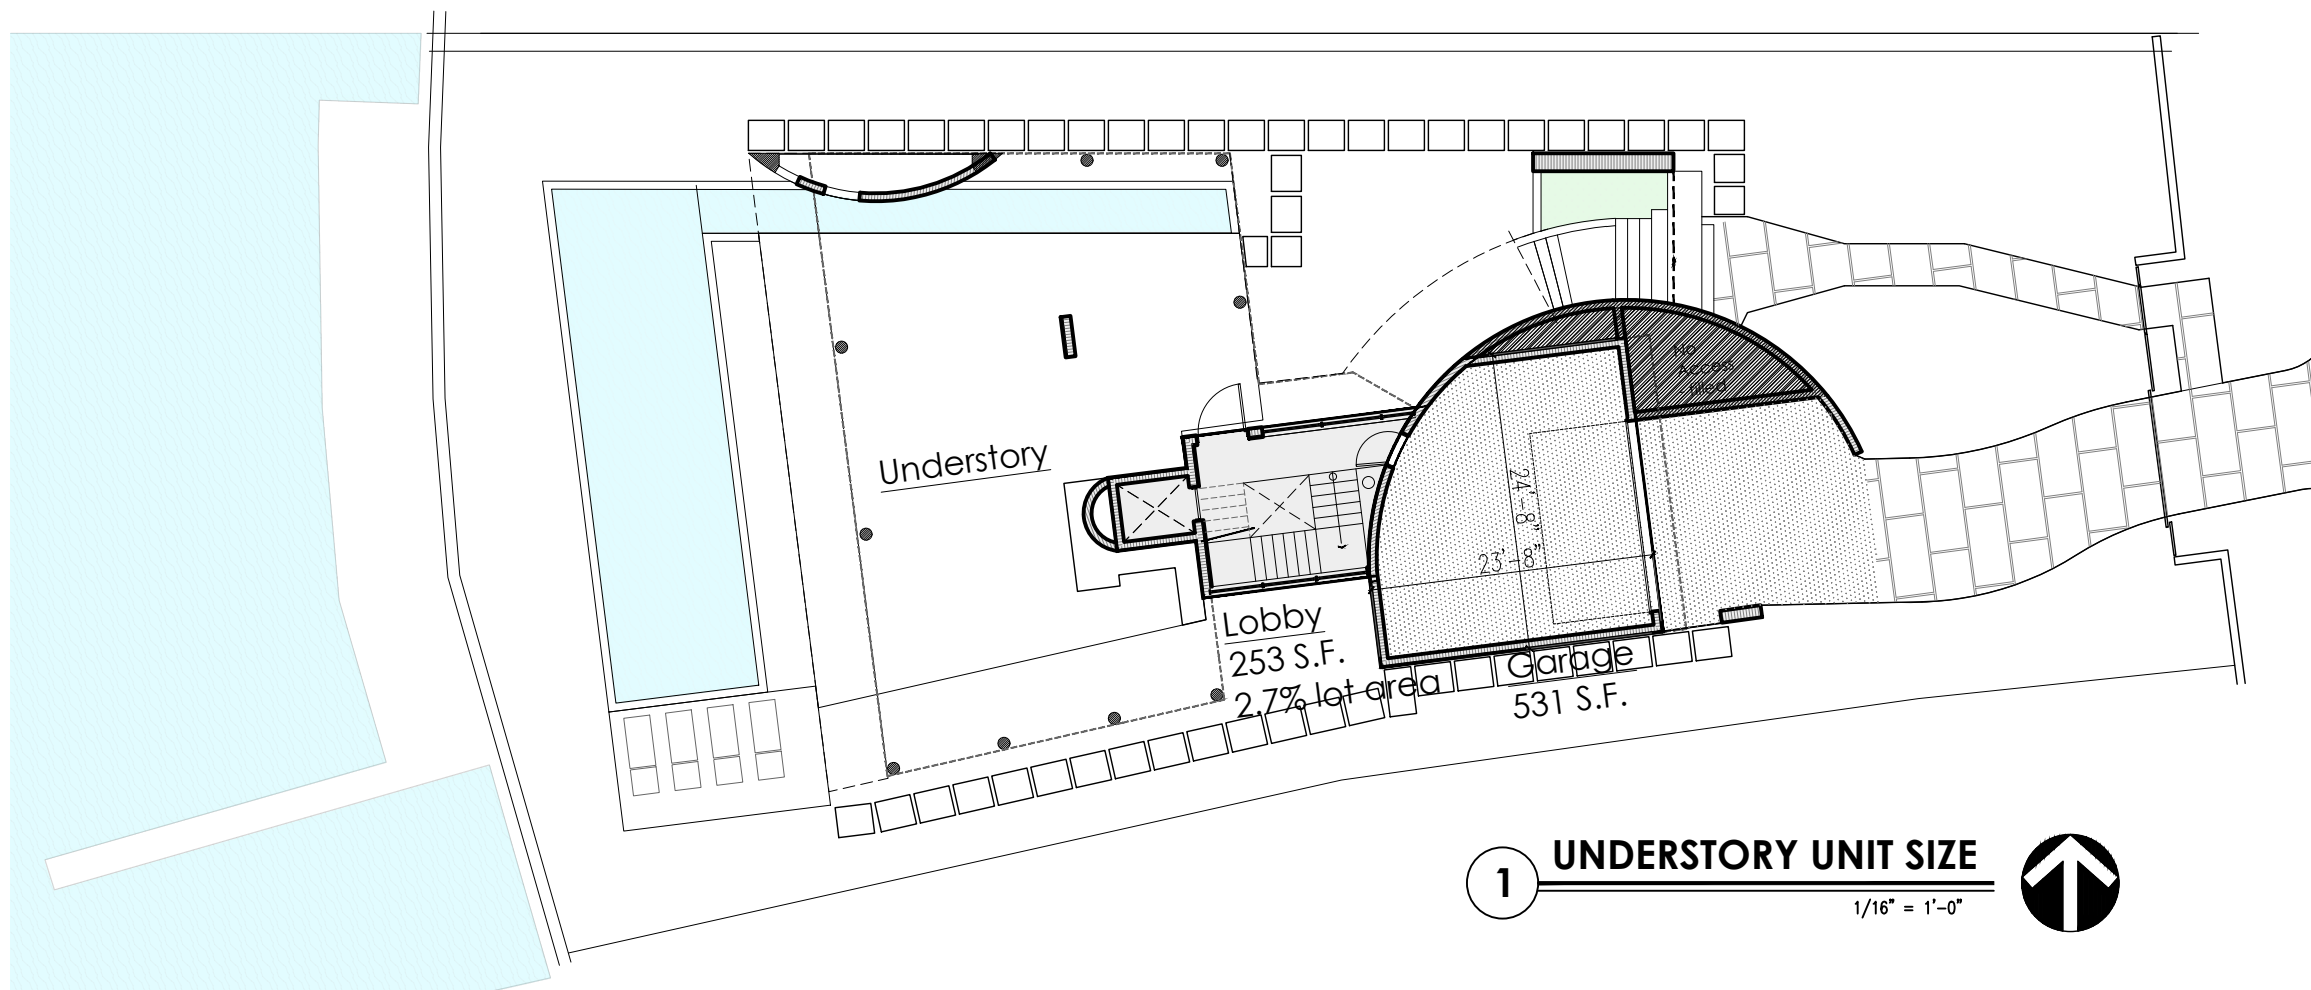 No
Access
filled
Understory
24'-8"
23'-8"
Lobby
253 S.F.
2.7% lot area
Garage
531 S.F.
1
UNDERSTORY UNIT SIZE
1/16" = 1'-0"